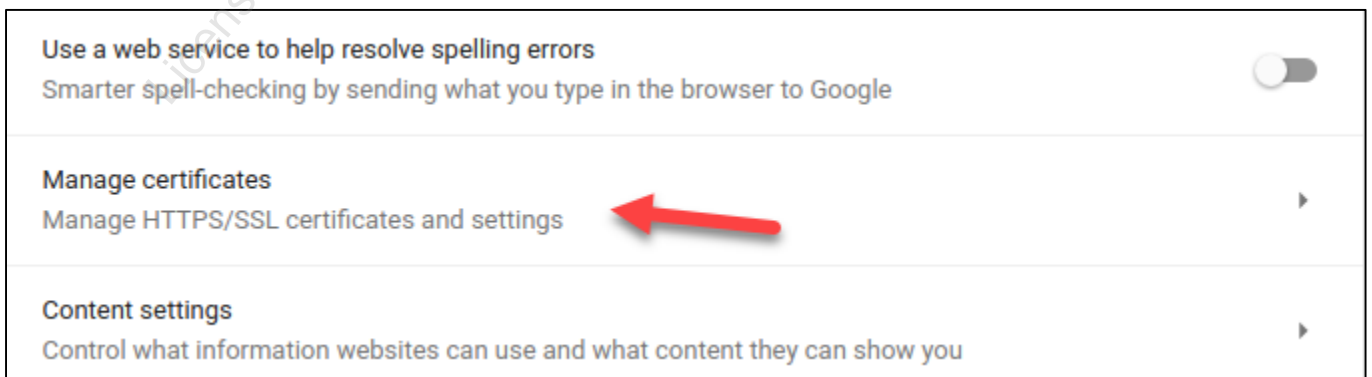 Licens
Use a web service to help resolve spelling errors
Smarter spell-checking by sending what you type in the browser to Google
Manage certificates
Manage HTTPS/SSL certificates and settings
Content settings
Control what information websites can use and what content they can show you